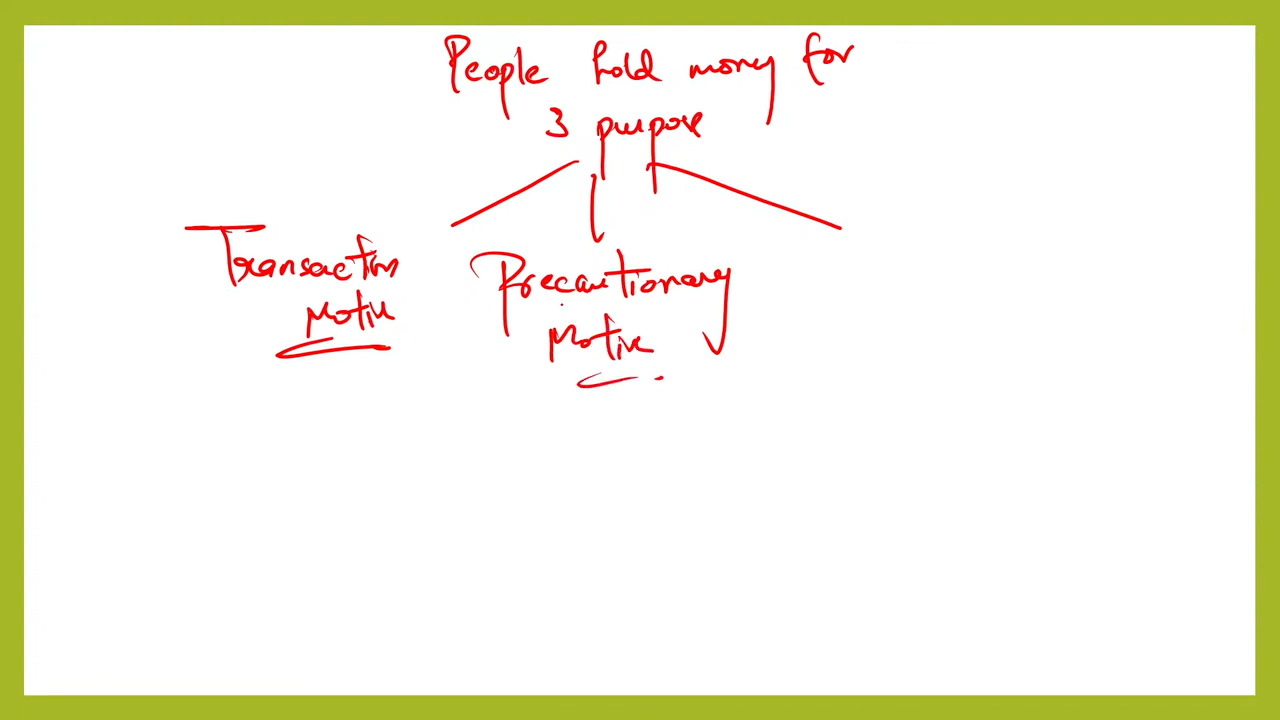 People hold money for
3 purpose
Transaction
Motive
Precautionary
Motive